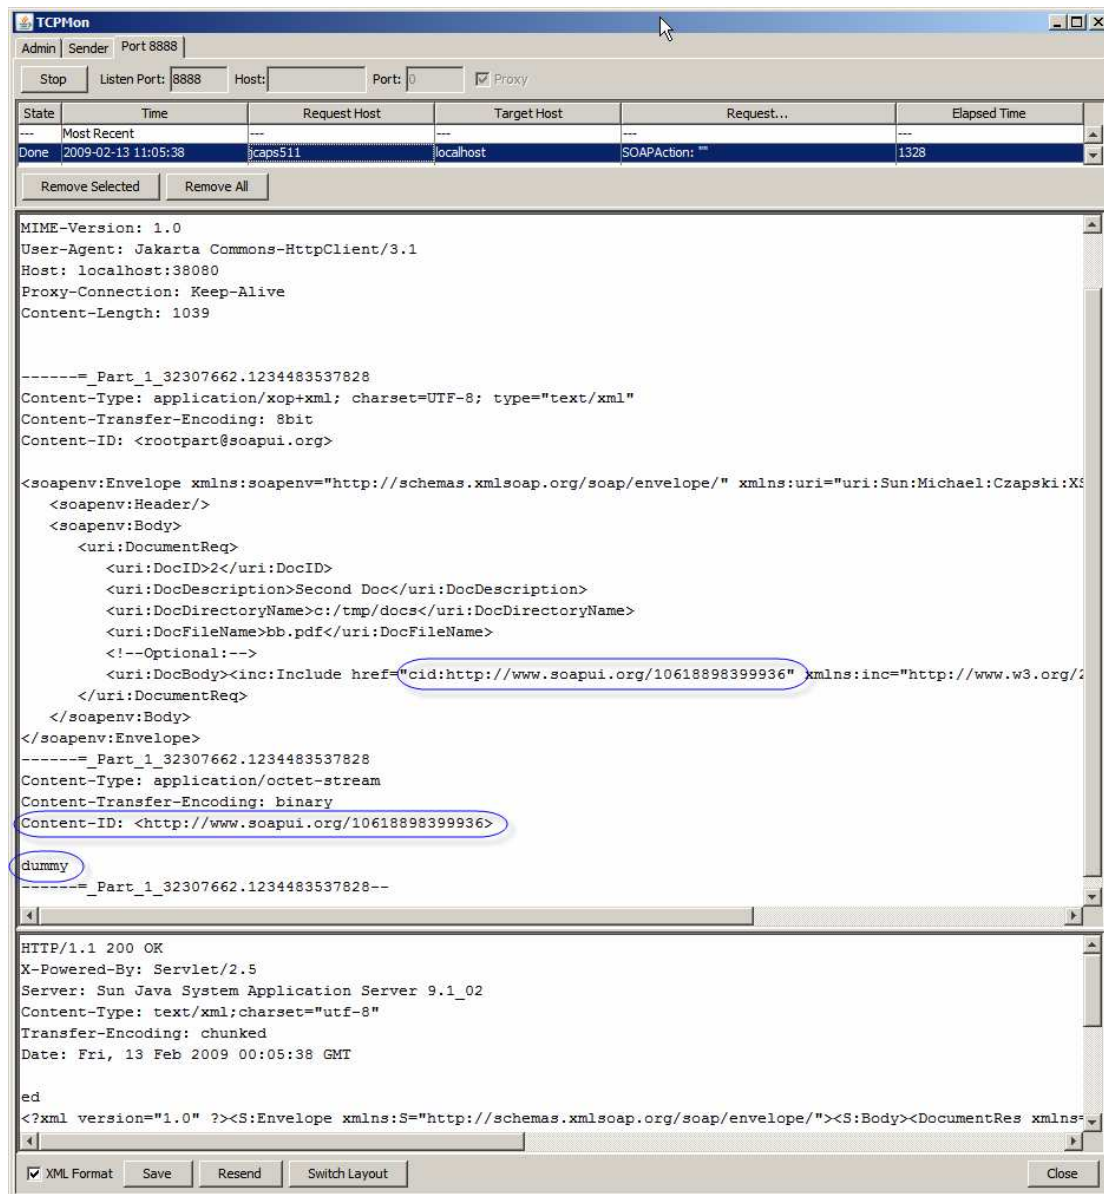 TCPMon
Admin Sender Port 8888
Stop Listen Port: 8888 Host: Port: 0 Proxy
State Time Request Host Target Host Request... Elapsed Time
--- Most Recent --- --- --- ---
Done 2009-02-13 11:05:38 jcaps511 localhost SOAPAction: "" 1328
Remove Selected Remove All
MIME-Version: 1.0
User-Agent: Jakarta Commons-HttpClient/3.1
Host: localhost:38080
Proxy-Connection: Keep-Alive
Content-Length: 1039
------=_Part_1_32307662.1234483537828
Content-Type: application/xop+xml; charset=UTF-8; type="text/xml"
Content-Transfer-Encoding: 8bit
Content-ID: <rootpart@soapui.org>
<soapenv:Envelope xmlns:soapenv="http://schemas.xmlsoap.org/soap/envelope/" xmlns:uri="uri:Sun:Michael:Czapski:XS
<soapenv:Header/>
<soapenv:Body>
<uri:DocumentReq>
<uri:DocID>2</uri:DocID>
<uri:DocDescription>Second Doc</uri:DocDescription>
<uri:DocDirectoryName>c:/tmp/docs</uri:DocDirectoryName>
<uri:DocFileName>bb.pdf</uri:DocFileName>
<!--Optional:-->
<uri:DocBody><inc:Include href="cid:http://www.soapui.org/10618898399936" xmlns:inc="http://www.w3.org/2
</uri:DocumentReq>
</soapenv:Body>
</soapenv:Envelope>
------=_Part_1_32307662.1234483537828
Content-Type: application/octet-stream
Content-Transfer-Encoding: binary
Content-ID: <http://www.soapui.org/10618898399936>
dummy
------=_Part_1_32307662.1234483537828--
HTTP/1.1 200 OK
X-Powered-By: Servlet/2.5
Server: Sun Java System Application Server 9.1_02
Content-Type: text/xml;charset="utf-8"
Transfer-Encoding: chunked
Date: Fri, 13 Feb 2009 00:05:38 GMT
ed
<?xml version="1.0" ?><S:Envelope xmlns:S="http://schemas.xmlsoap.org/soap/envelope/"><S:Body><DocumentRes xmlns=
XML Format Save Resend Switch Layout Close